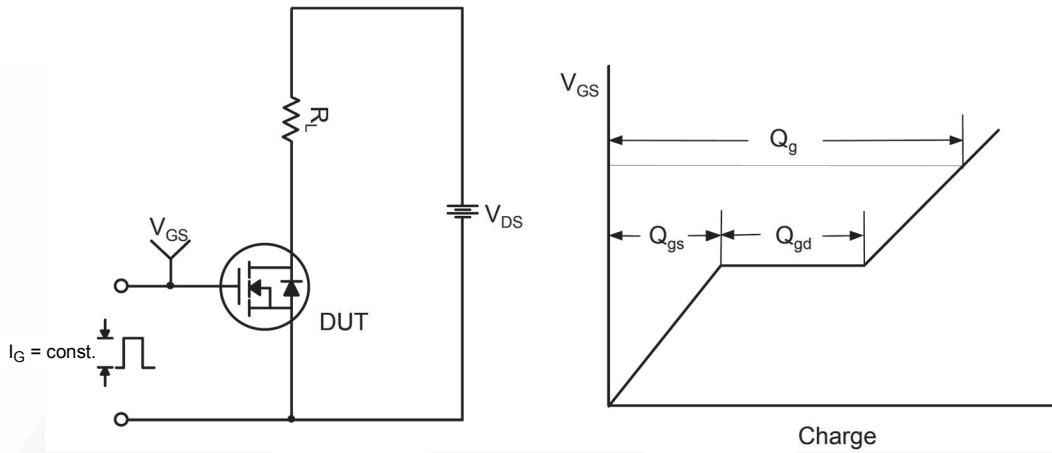 R_L
V_GS
V_DS
DUT
I_G = const.
V_GS
Q_g
Q_gs
Q_gd
Charge